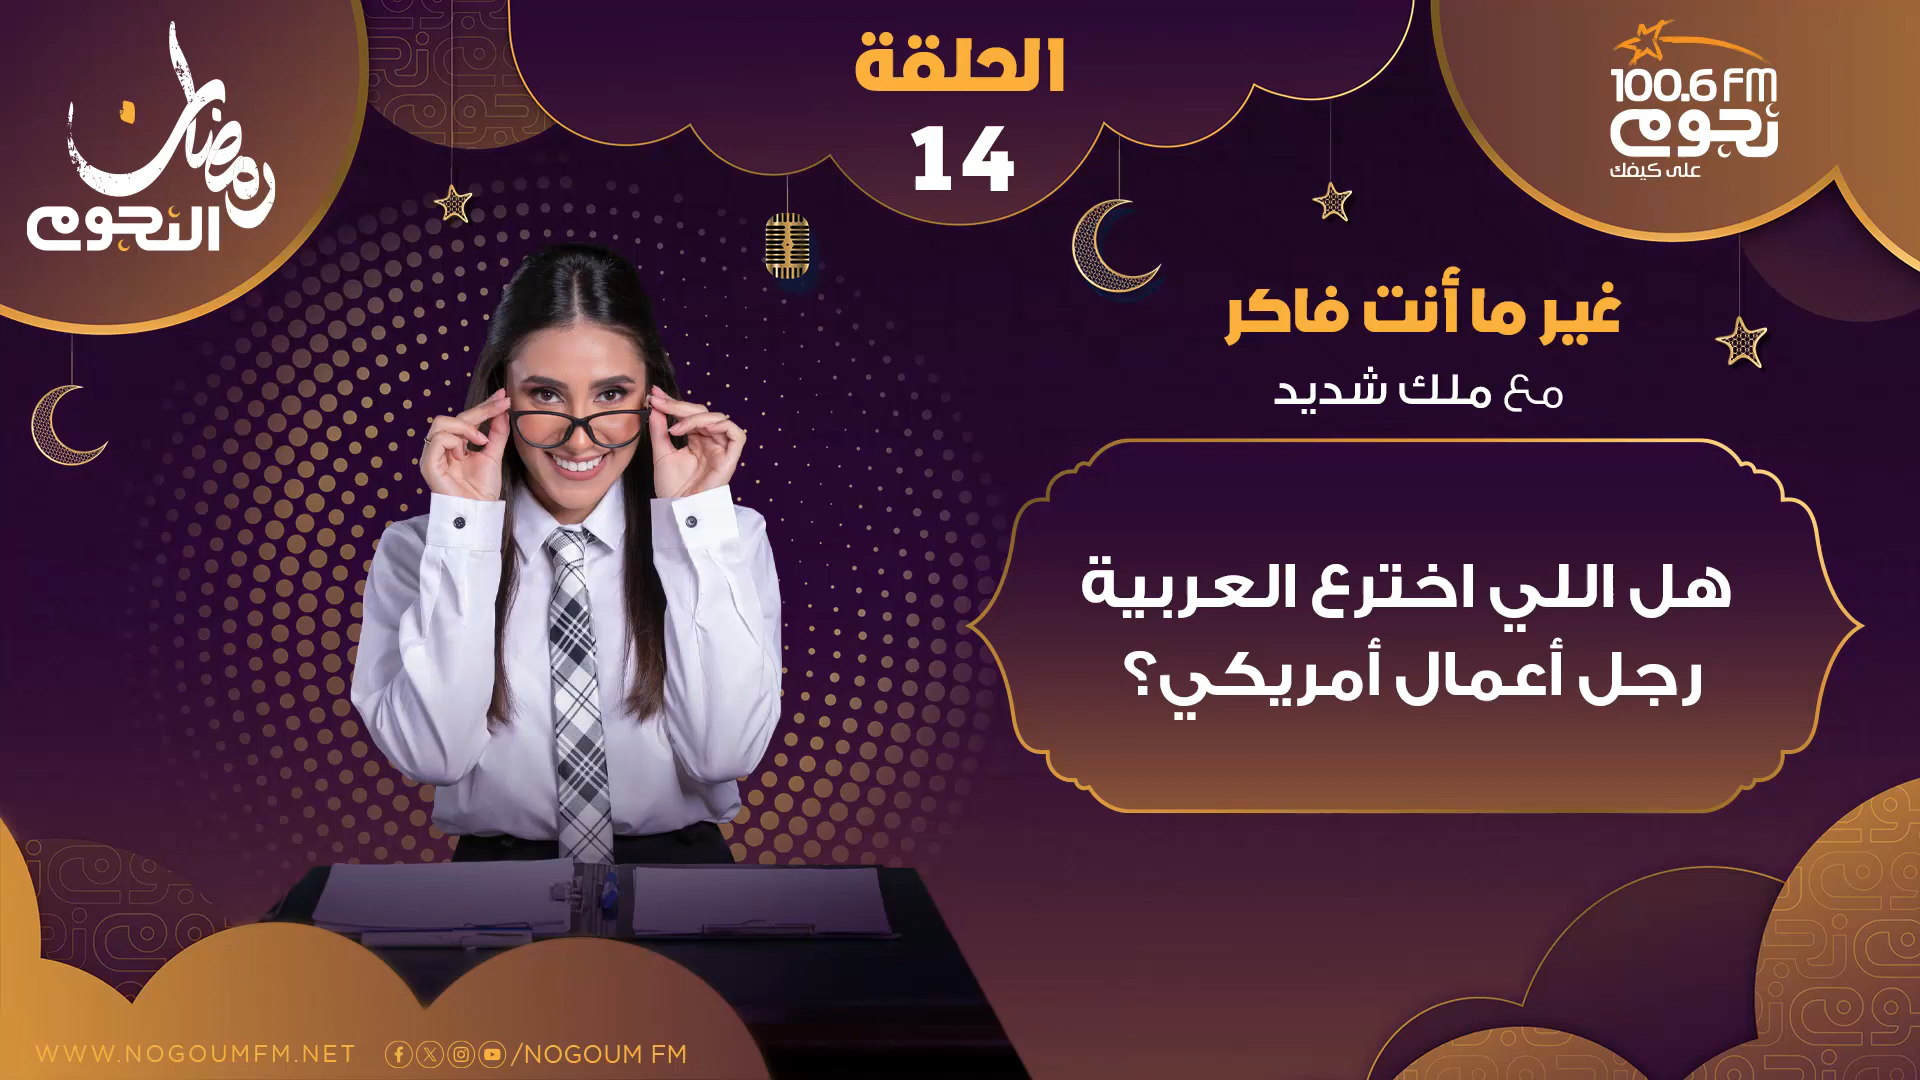 الحلقة
14
رمضان
النجوم
100.6 FM
نجوم
على كيفك
غير ما أنت فاكر
مع ملك شديد
هل اللي اخترع العربية
رجل أعمال أمريكي؟
WWW.NOGOUMFM.NET
/NOGOUM FM